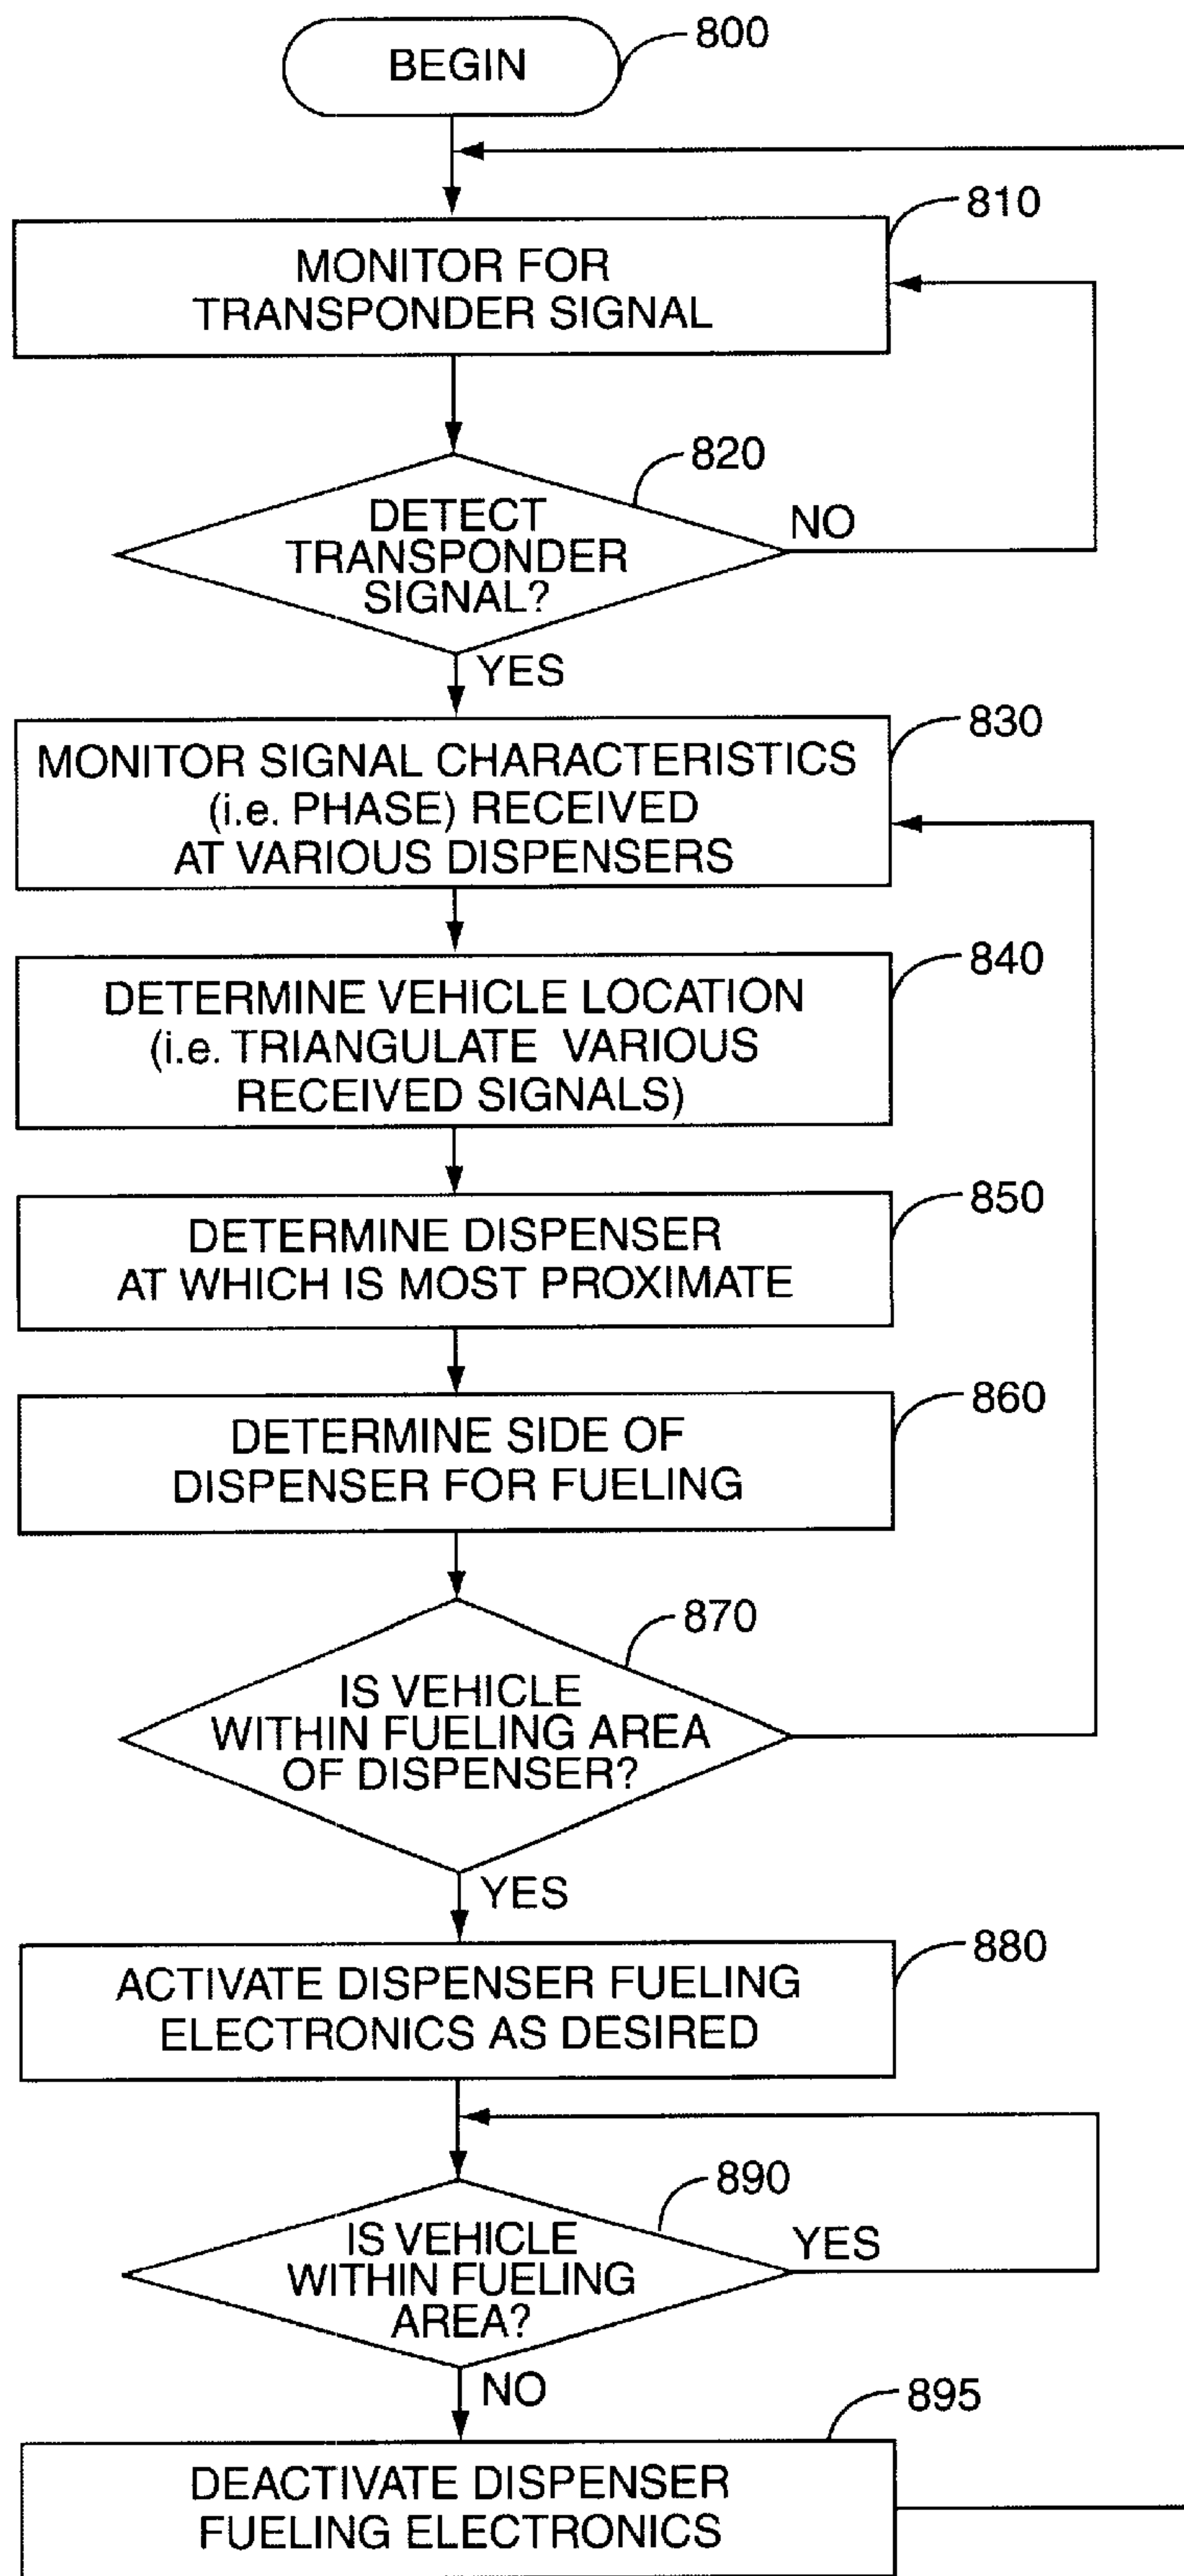 BEGIN
800
810
MONITOR FOR
TRANSPONDER SIGNAL
820
DETECT
TRANSPONDER
SIGNAL?
NO
YES
830
MONITOR SIGNAL CHARACTERISTICS
(i.e. PHASE) RECEIVED
AT VARIOUS DISPENSERS
840
DETERMINE VEHICLE LOCATION
(i.e. TRIANGULATE VARIOUS
RECEIVED SIGNALS)
850
DETERMINE DISPENSER
AT WHICH IS MOST PROXIMATE
860
DETERMINE SIDE OF
DISPENSER FOR FUELING
870
IS VEHICLE
WITHIN FUELING AREA
OF DISPENSER?
YES
880
ACTIVATE DISPENSER FUELING
ELECTRONICS AS DESIRED
890
IS VEHICLE
WITHIN FUELING
AREA?
YES
NO
895
DEACTIVATE DISPENSER
FUELING ELECTRONICS